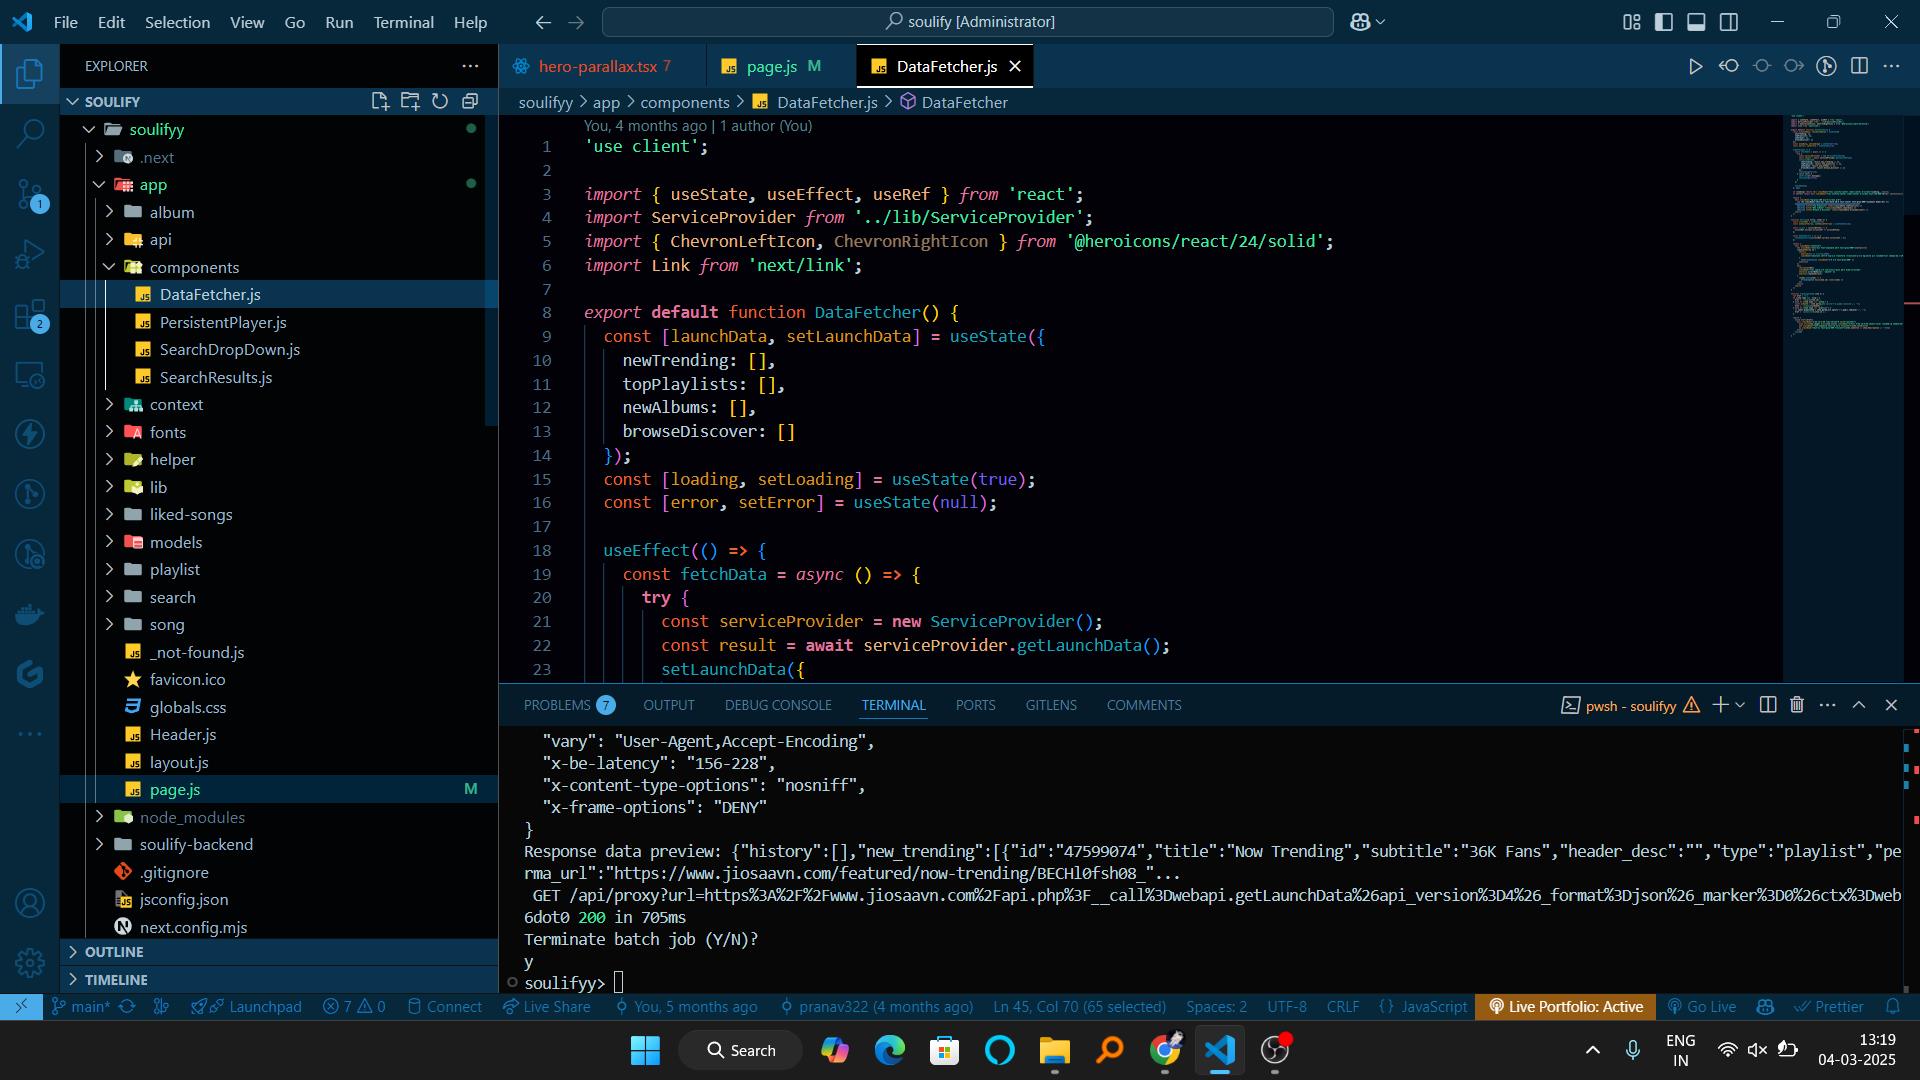 File Edit Selection View Go Run Terminal Help
soulify [Administrator]
EXPLORER
SOULIFY
soulifyy
.next
app
album
api
components
DataFetcher.js
PersistentPlayer.js
SearchDropDown.js
SearchResults.js
context
fonts
helper
lib
liked-songs
models
playlist
search
song
_not-found.js
favicon.ico
globals.css
Header.js
layout.js
page.js M
node_modules
soulify-backend
.gitignore
jsconfig.json
next.config.mjs
OUTLINE
TIMELINE
1
2
hero-parallax.tsx 7
page.js M
DataFetcher.js
soulifyy > app > components > DataFetcher.js > DataFetcher
You, 4 months ago | 1 author (You)
1 'use client';
2
3 import { useState, useEffect, useRef } from 'react';
4 import ServiceProvider from '../lib/ServiceProvider';
5 import { ChevronLeftIcon, ChevronRightIcon } from '@heroicons/react/24/solid';
6 import Link from 'next/link';
7
8 export default function DataFetcher() {
9 const [launchData, setLaunchData] = useState({
10 newTrending: [],
11 topPlaylists: [],
12 newAlbums: [],
13 browseDiscover: []
14 });
15 const [loading, setLoading] = useState(true);
16 const [error, setError] = useState(null);
17
18 useEffect(() => {
19 const fetchData = async () => {
20 try {
21 const serviceProvider = new ServiceProvider();
22 const result = await serviceProvider.getLaunchData();
23 setLaunchData({
PROBLEMS 7 OUTPUT DEBUG CONSOLE TERMINAL PORTS GITLENS COMMENTS
pwsh - soulifyy
"vary": "User-Agent,Accept-Encoding",
"x-be-latency": "156-228",
"x-content-type-options": "nosniff",
"x-frame-options": "DENY"
}
Response data preview: {"history":[],"new_trending":[{"id":"47599074","title":"Now Trending","subtitle":"36K Fans","header_desc":"","type":"playlist","pe
rma_url":"https://www.jiosaavn.com/featured/now-trending/BECHl0fsh08_"...
GET /api/proxy?url=https%3A%2F%2Fwww.jiosaavn.com%2Fapi.php%3F__call%3Dwebapi.getLaunchData%26api_version%3D4%26_format%3Djson%26_marker%3D0%26ctx%3Dweb
6dot0 200 in 705ms
Terminate batch job (Y/N)?
y
soulifyy>
main* Launchpad 7 0 Connect Live Share You, 5 months ago pranav322 (4 months ago) Ln 45, Col 70 (65 selected) Spaces: 2 UTF-8 CRLF {} JavaScript Live Portfolio: Active Go Live Prettier
Search
ENG
IN
13:19
04-03-2025